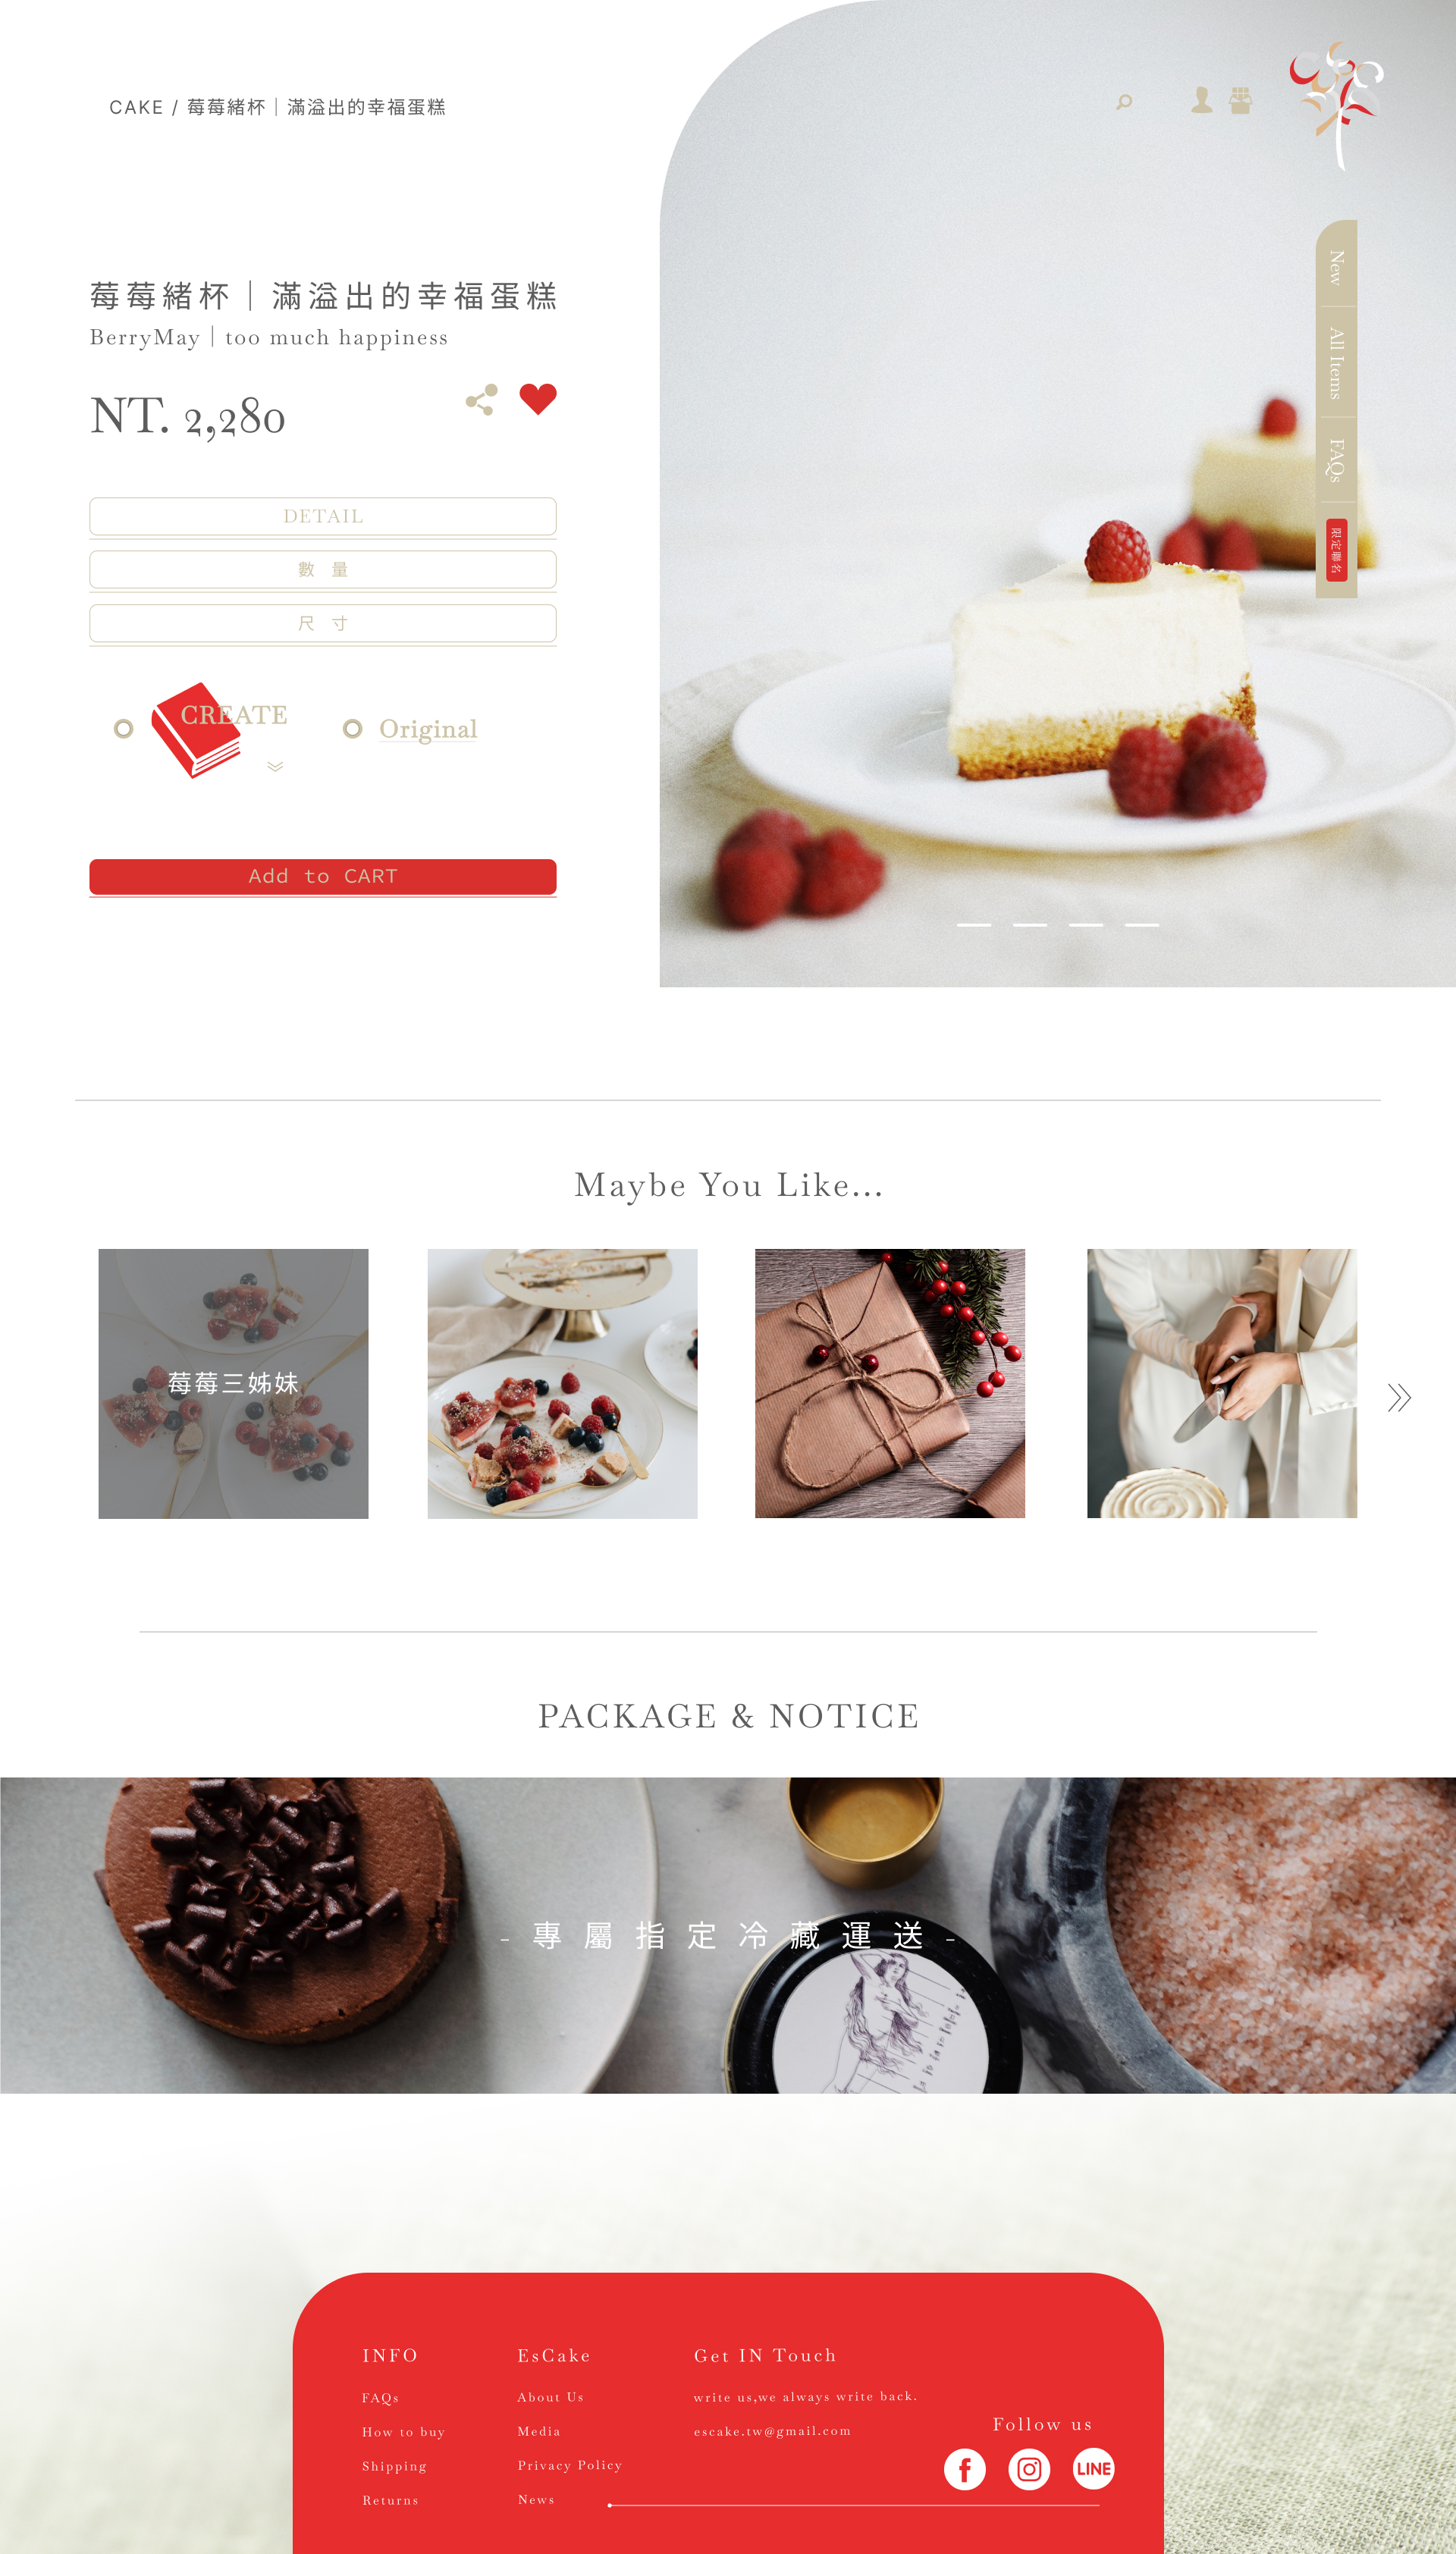 CAKE / 莓莓緒杯｜滿溢出的幸福蛋糕
莓莓緒杯｜滿溢出的幸福蛋糕
BerryMay｜too much happiness
NT. 2,280
DETAIL
數 量
尺 寸
CREATE
Original
Add to CART
New
All Items
FAQs
限定聯名
Maybe You Like...
莓莓三姊妹
PACKAGE & NOTICE
- 專屬指定冷藏運送 -
INFO
FAQs
How to buy
Shipping
Returns
EsCake
About Us
Media
Privacy Policy
News
Get IN Touch
write us,we always write back.
escake.tw@gmail.com
Follow us
LINE